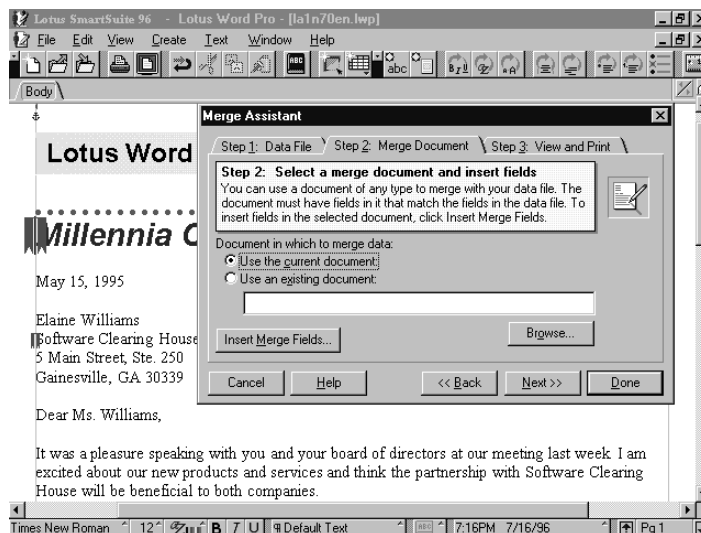 Lotus SmartSuite 96 - Lotus Word Pro - [la1n70en.lwp]
File Edit View Create Text Window Help
abc
Body
Merge Assistant
Step 1: Data File Step 2: Merge Document Step 3: View and Print
Step 2: Select a merge document and insert fields
You can use a document of any type to merge with your data file. The
document must have fields in it that match the fields in the data file. To
insert fields in the selected document, click Insert Merge Fields.
Document in which to merge data:
Use the current document:
Use an existing document:
Insert Merge Fields... Browse...
Cancel Help << Back Next >> Done
Lotus Word
Millennia C
May 15, 1995
Elaine Williams
Software Clearing House
5 Main Street, Ste. 250
Gainesville, GA 30339
Dear Ms. Williams,
It was a pleasure speaking with you and your board of directors at our meeting last week. I am
excited about our new products and services and think the partnership with Software Clearing
House will be beneficial to both companies.
Times New Roman 12 B I U Default Text 7:16PM 7/16/96 Pg 1